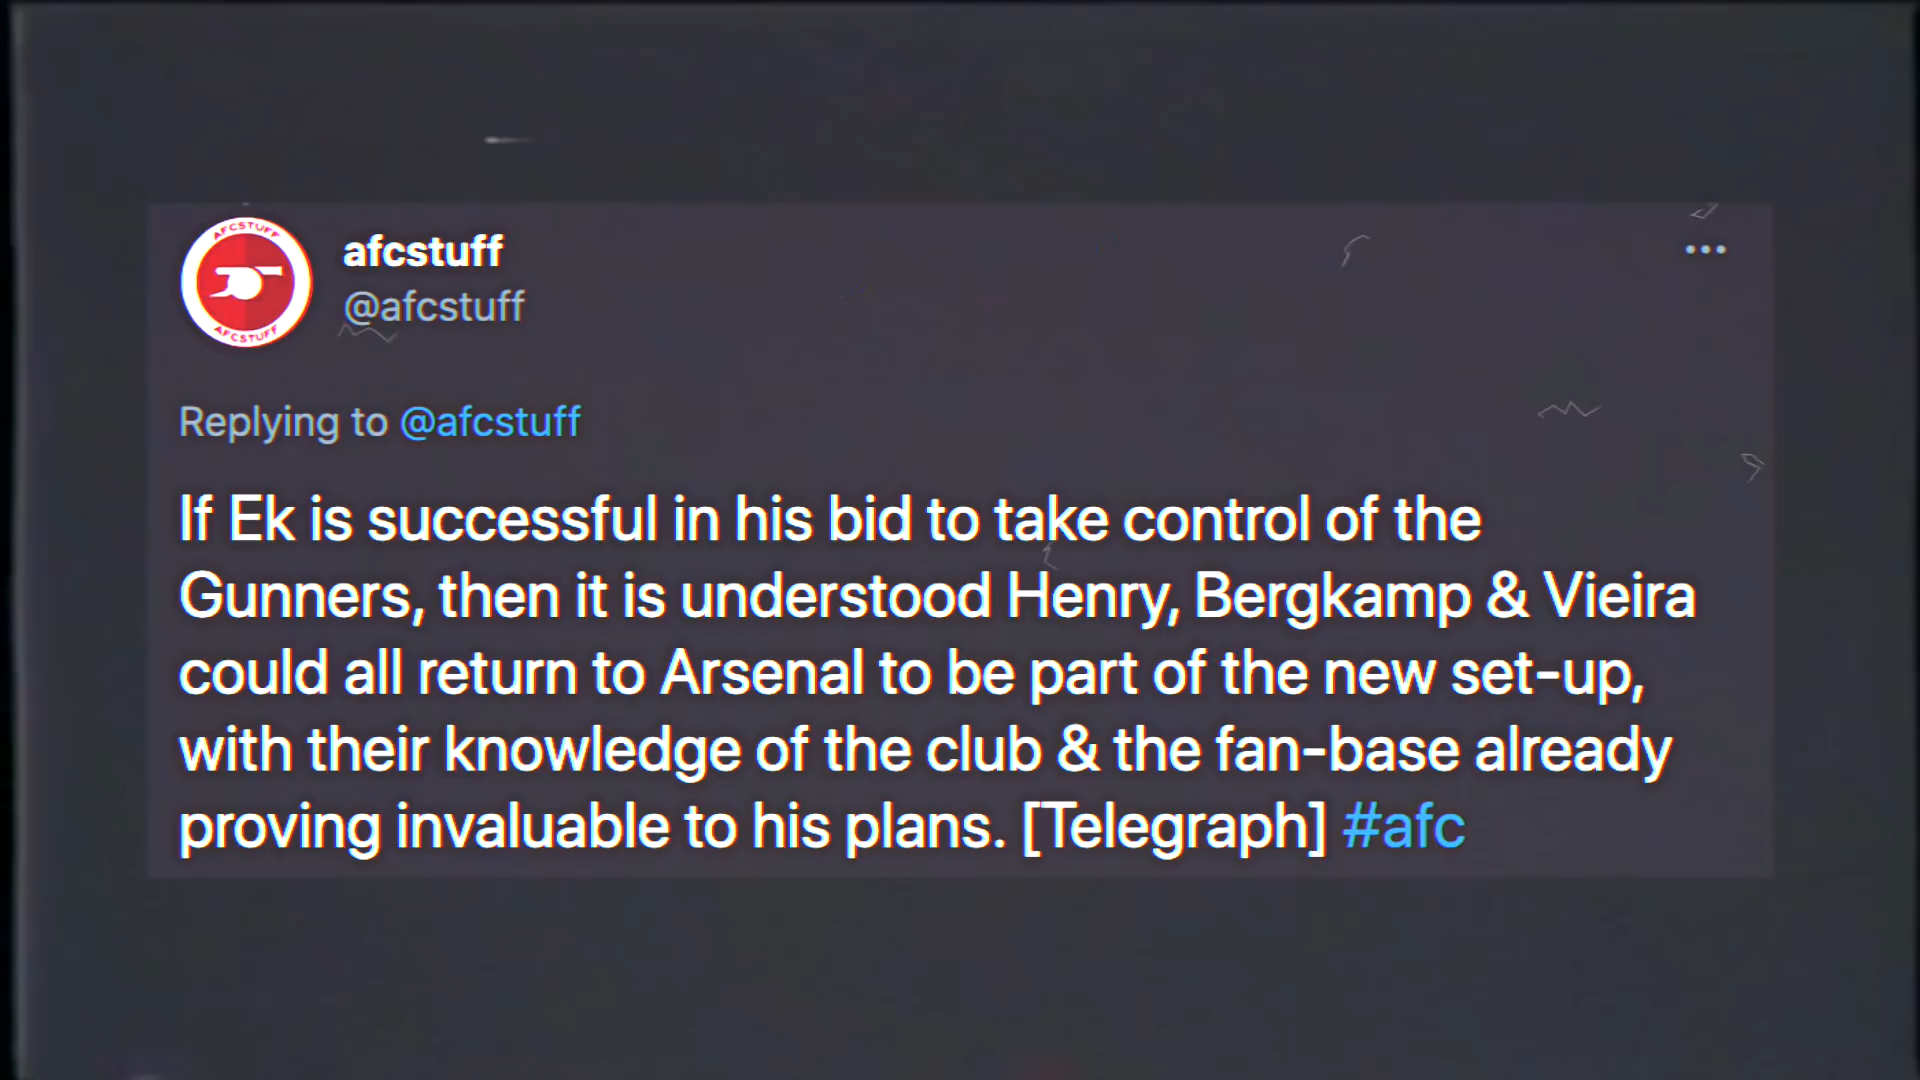 AFCSTUFF
AFCSTUFF
afcstuff
@afcstuff
Replying to @afcstuff
If Ek is successful in his bid to take control of the
Gunners, then it is understood Henry, Bergkamp & Vieira
could all return to Arsenal to be part of the new set-up,
with their knowledge of the club & the fan-base already
proving invaluable to his plans. [Telegraph] #afc